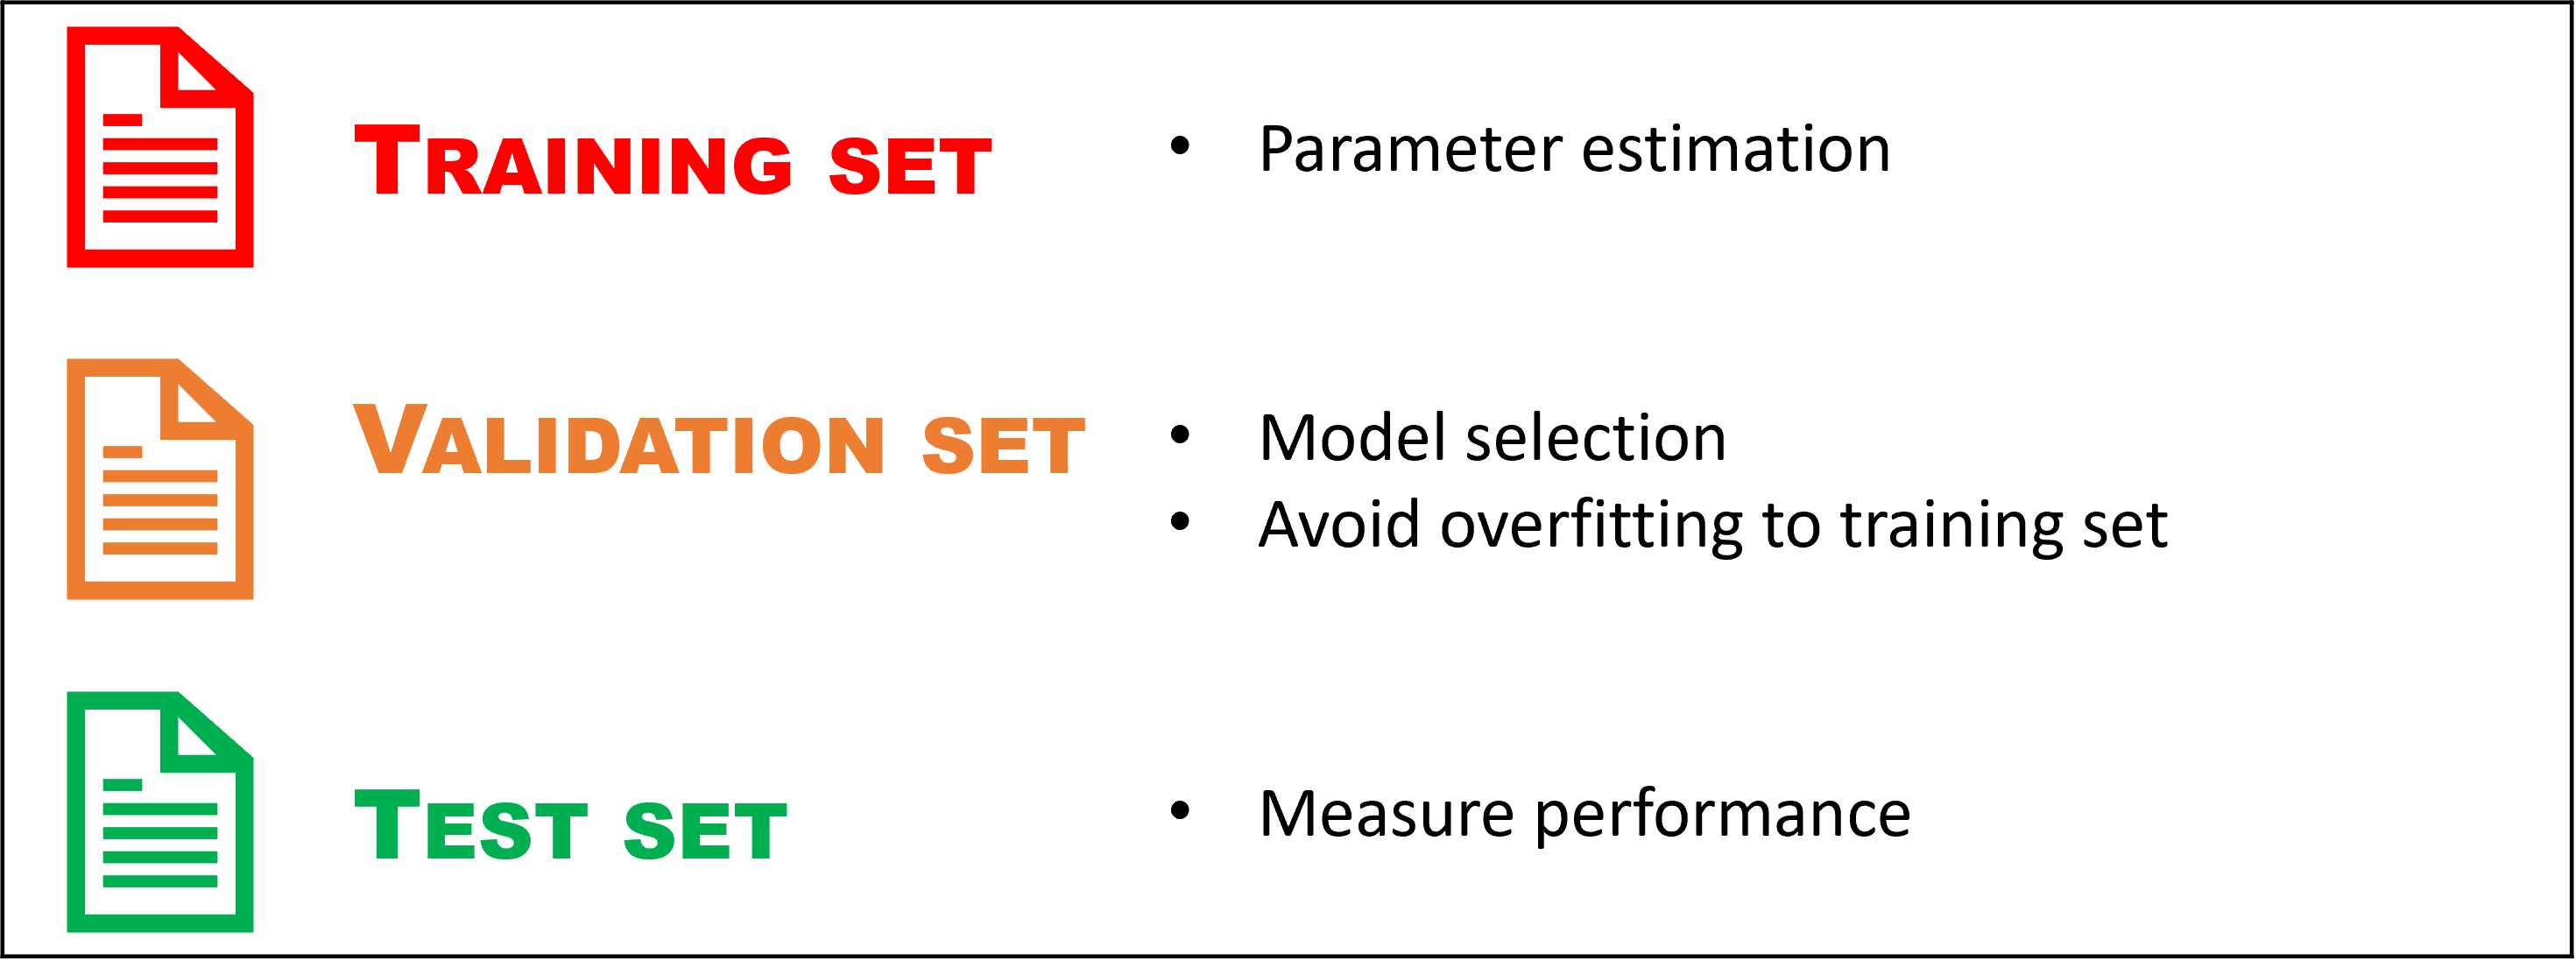 TRAINING SET
• Parameter estimation
VALIDATION SET
• Model selection
• Avoid overfitting to training set
TEST SET
• Measure performance